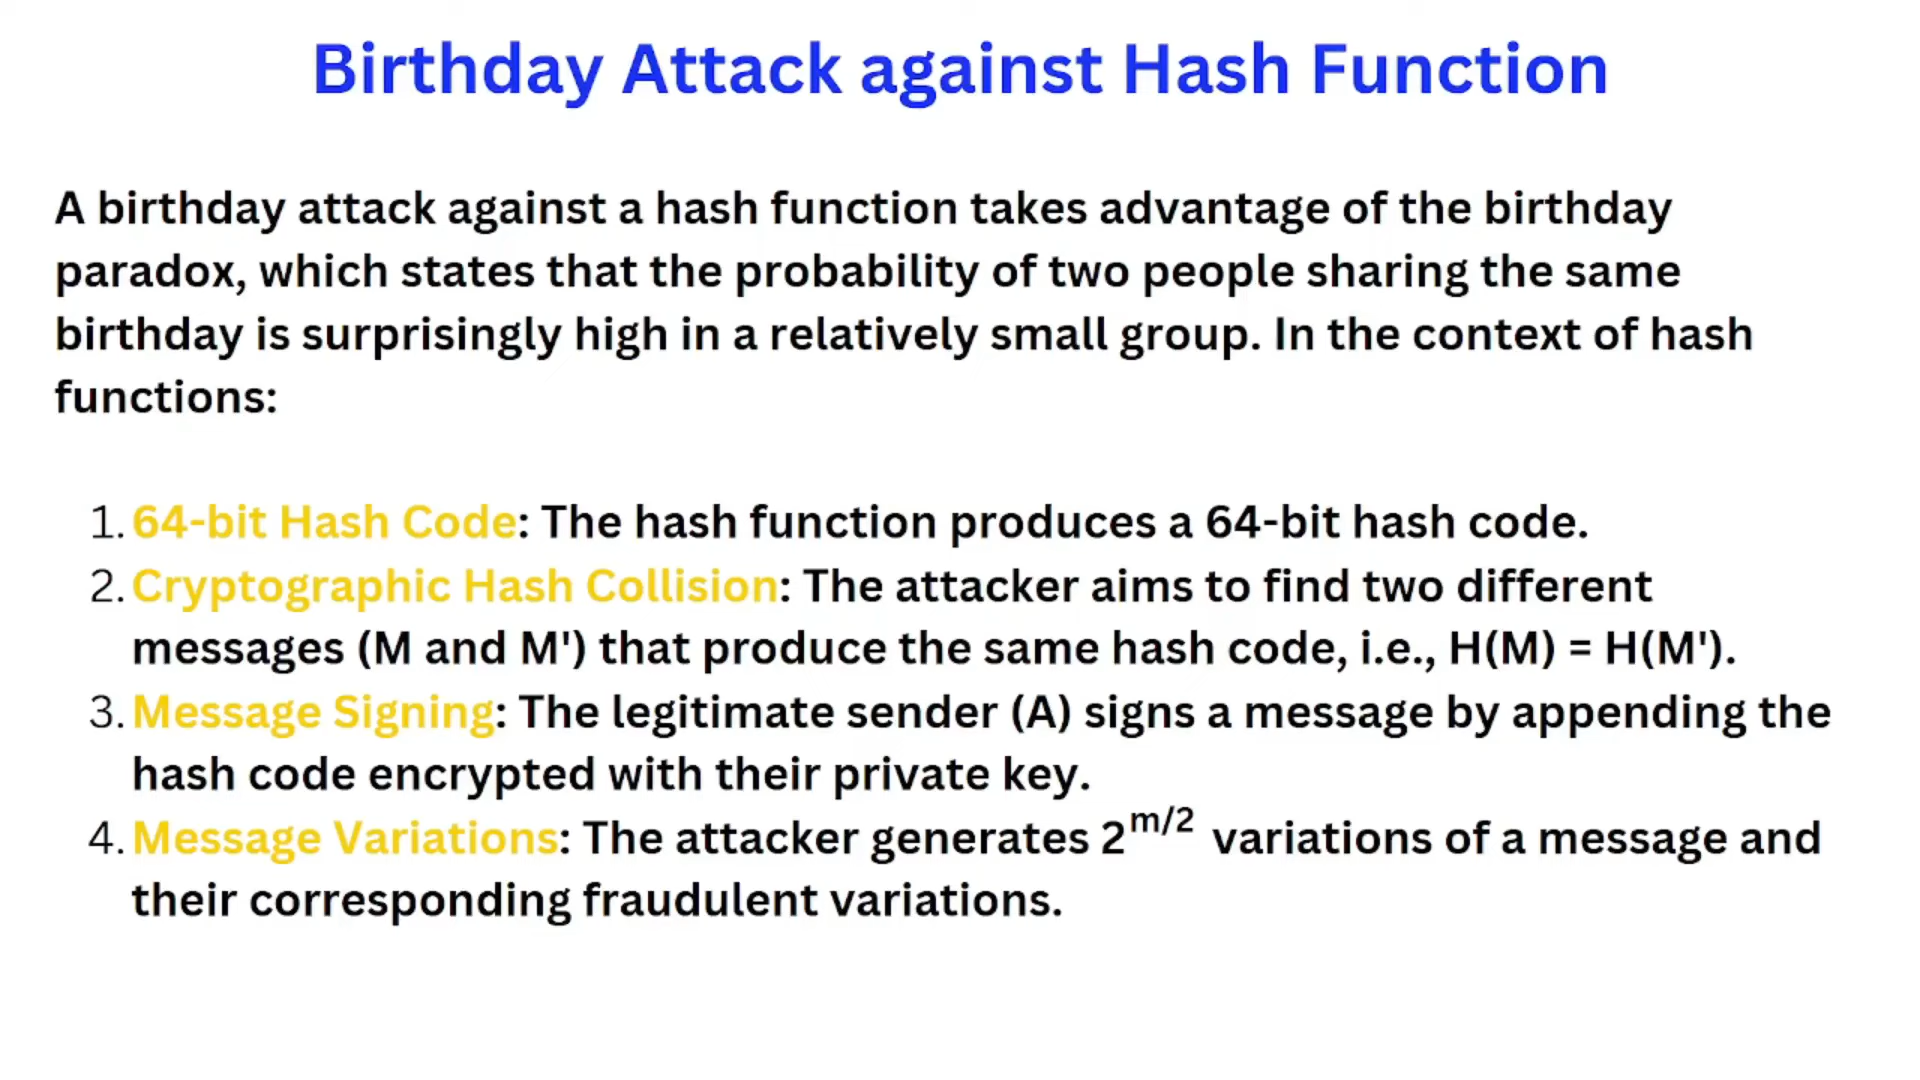 Birthday Attack against Hash Function
A birthday attack against a hash function takes advantage of the birthday
paradox, which states that the probability of two people sharing the same
birthday is surprisingly high in a relatively small group. In the context of hash
functions:
1. 64-bit Hash Code: The hash function produces a 64-bit hash code.
2. Cryptographic Hash Collision: The attacker aims to find two different
messages (M and M') that produce the same hash code, i.e., H(M) = H(M').
3. Message Signing: The legitimate sender (A) signs a message by appending the
hash code encrypted with their private key.
4. Message Variations: The attacker generates 2^m/2 variations of a message and
their corresponding fraudulent variations.